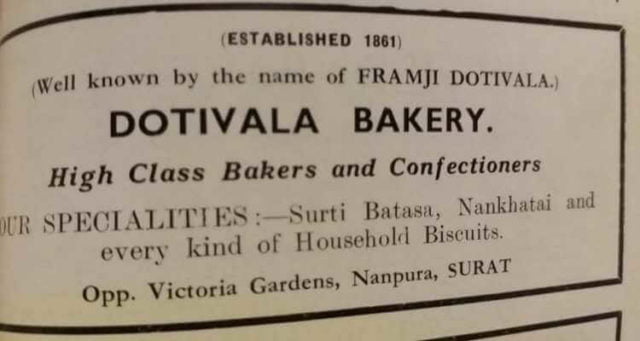 (ESTABLISHED 1861)
(Well known by the name of FRAMJI DOTIVALA.)
DOTIVALA BAKERY.
High Class Bakers and Confectioners
OUR SPECIALITIES :—Surti Batasa, Nankhatai and
every kind of Household Biscuits.
Opp. Victoria Gardens, Nanpura, SURAT